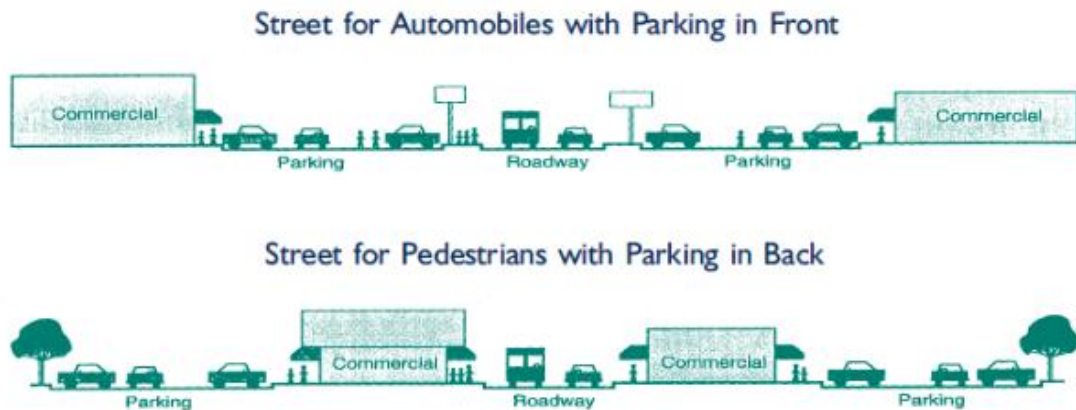 Street for Automobiles with Parking in Front
Commercial
Commercial
Parking
Roadway
Parking
Street for Pedestrians with Parking in Back
Commercial
Commercial
Parking
Roadway
Parking